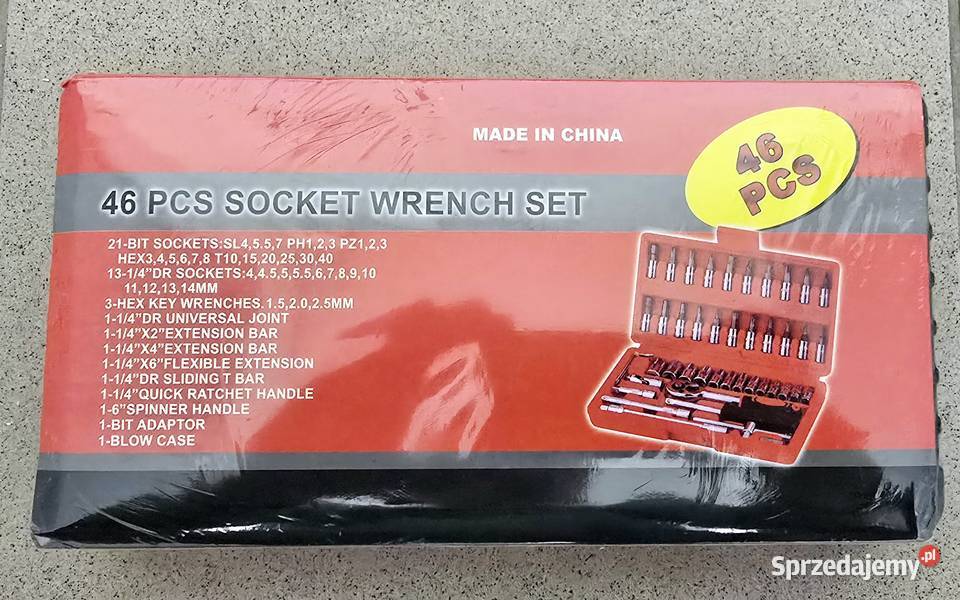 MADE IN CHINA
46
PCS
46 PCS SOCKET WRENCH SET
21-BIT SOCKETS:SL4,5.5,7 PH1,2,3 PZ1,2,3
HEX3,4,5,6,7,8 T10,15,20,25,30,40
13-1/4”DR SOCKETS:4,4.5,5,5.5,6,7,8,9,10
11,12,13,14MM
3-HEX KEY WRENCHES.1.5,2.0,2.5MM
1-1/4”DR UNIVERSAL JOINT
1-1/4”X2”EXTENSION BAR
1-1/4”X4”EXTENSION BAR
1-1/4”X6”FLEXIBLE EXTENSION
1-1/4”DR SLIDING T BAR
1-1/4”QUICK RATCHET HANDLE
1-6”SPINNER HANDLE
1-BIT ADAPTOR
1-BLOW CASE
Sprzedajemy.pl